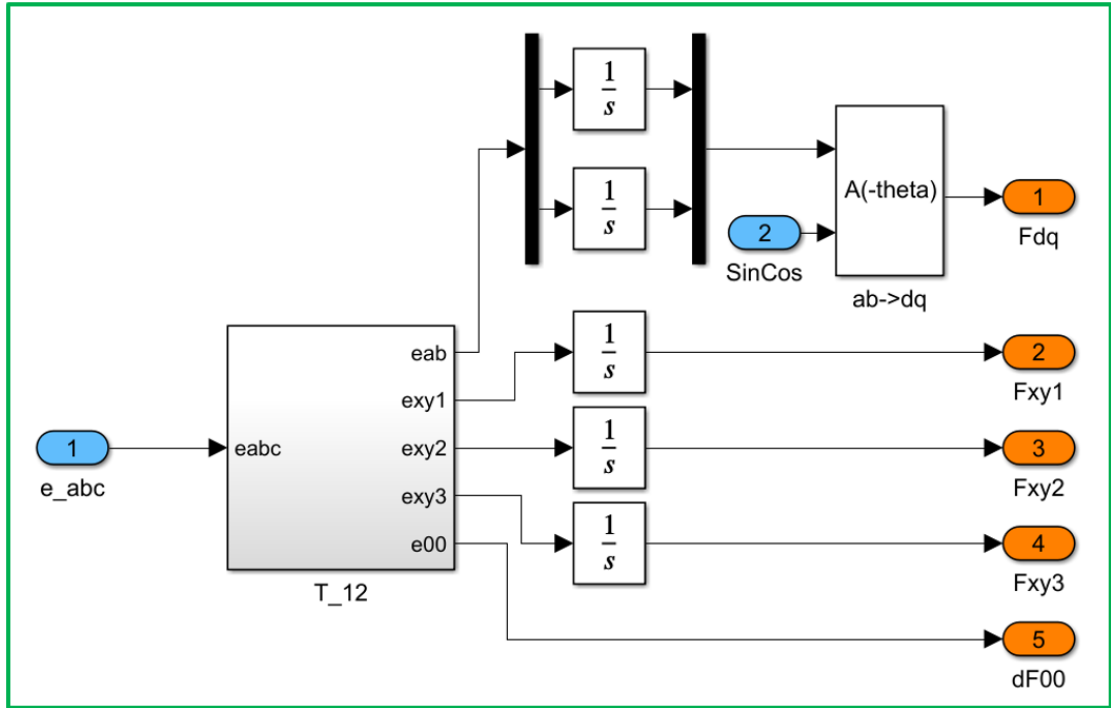 1
s
1
s
A(-theta)
1
Fdq
2
SinCos
ab->dq
eab
1
s
2
Fxy1
exy1
1
e_abc
eabc
exy2
1
s
3
Fxy2
exy3
1
s
4
Fxy3
e00
T_12
5
dF00